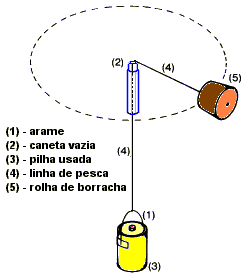 (2)
(4)
(5)
(4)
(1) - arame
(2) - caneta vazia
(3) - pilha usada
(4) - linha de pesca
(5) - rolha de borracha
(1)
(3)